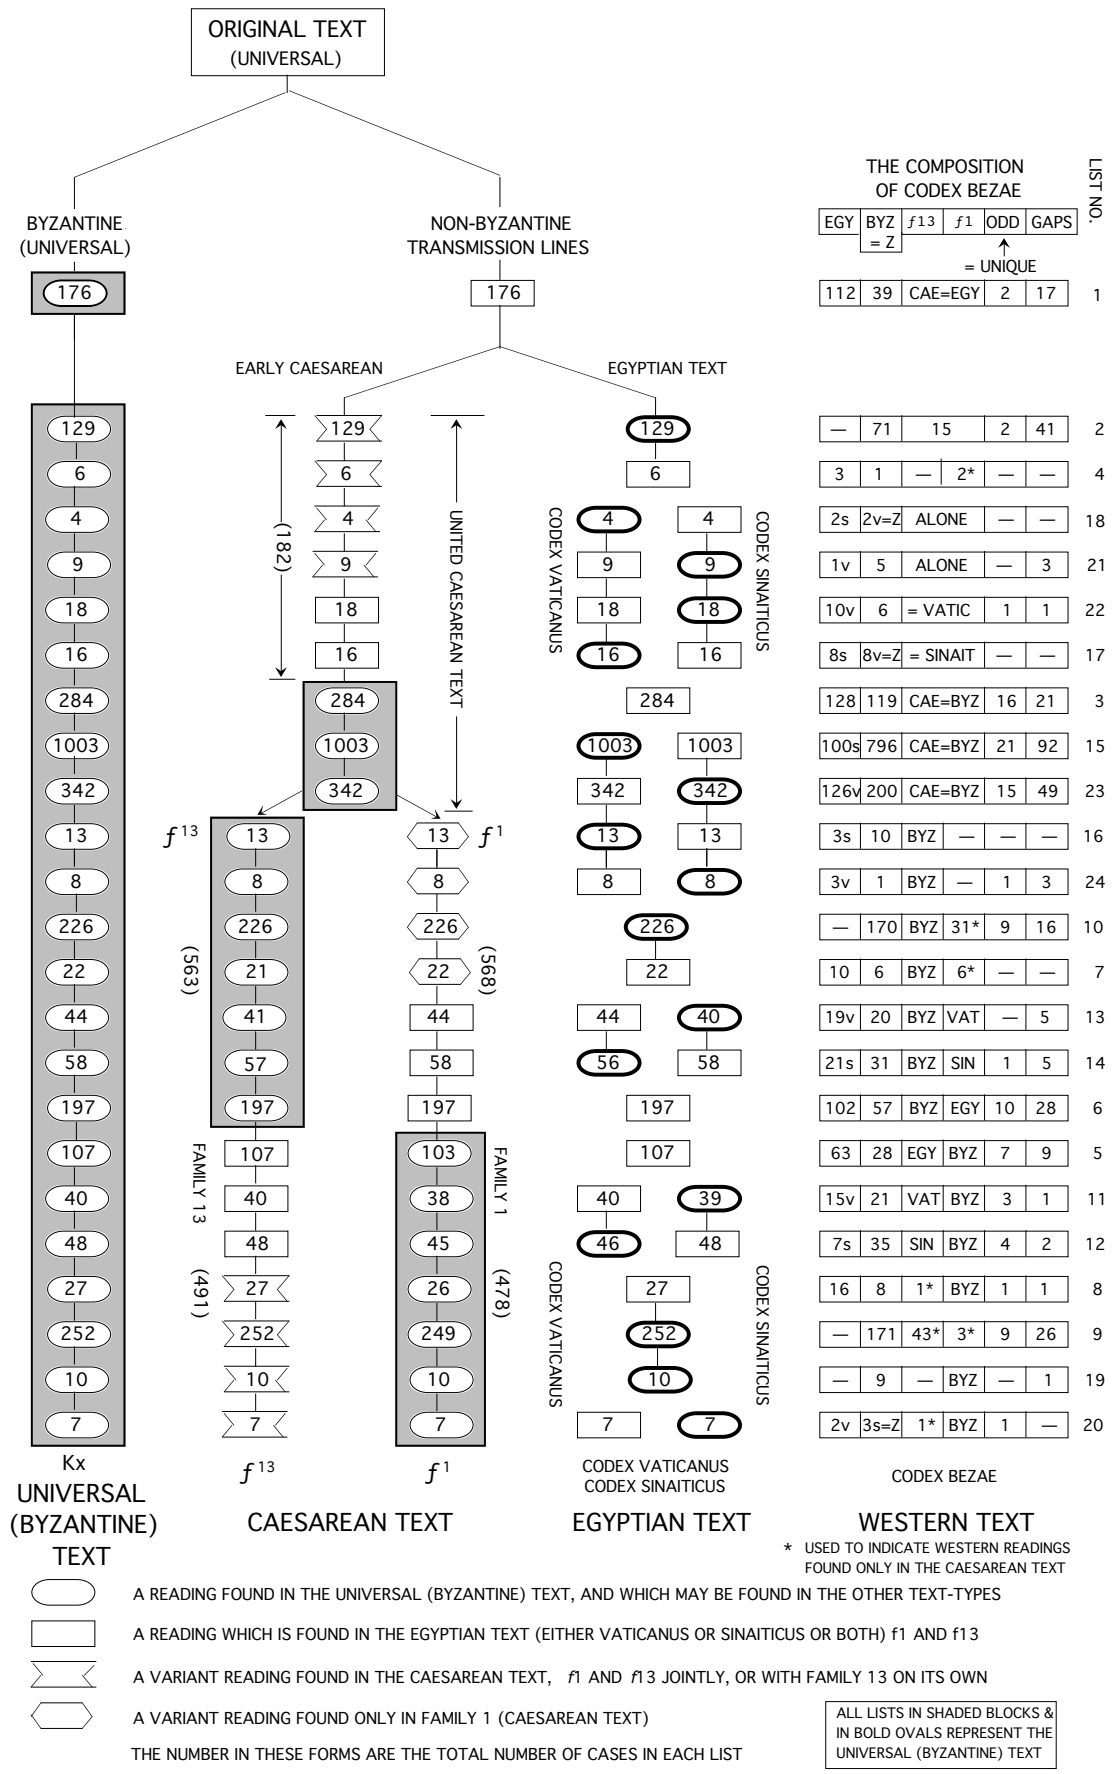 ORIGINAL TEXT
(UNIVERSAL)
THE COMPOSITION
OF CODEX BEZAE
LIST NO.
BYZANTINE
(UNIVERSAL)
NON-BYZANTINE
TRANSMISSION LINES
EGY BYZ = Z ƒ13 ƒ1 ODD GAPS
= UNIQUE
176 176 112 39 CAE=EGY 2 17 1
EARLY CAESAREAN EGYPTIAN TEXT
129 129 129 — 71 15 2 41 2
6 6 6 3 1 — 2* — — 4
4 4 4 4 2s 2v=Z ALONE — — 18
9 9 9 9 1v 5 ALONE — 3 21
18 18 18 18 10v 6 = VATIC 1 1 22
16 16 16 16 8s 8v=Z = SINAIT — — 17
(182)
UNITED CAESAREAN TEXT
CODEX VATICANUS
CODEX SINAITICUS
284 284 284 128 119 CAE=BYZ 16 21 3
1003 1003 1003 1003 100s 796 CAE=BYZ 21 92 15
342 342 342 342 126v 200 CAE=BYZ 15 49 23
ƒ13 ƒ1
13 13 13 13 13 3s 10 BYZ — — — 16
8 8 8 8 8 3v 1 BYZ — 1 3 24
226 226 226 226 — 170 BYZ 31* 9 16 10
22 21 22 22 10 6 BYZ 6* — — 7
(563) (568)
44 41 44 44 40 19v 20 BYZ VAT — 5 13
58 57 58 56 58 21s 31 BYZ SIN 1 5 14
197 197 197 197 102 57 BYZ EGY 10 28 6
107 107 103 107 63 28 EGY BYZ 7 9 5
40 40 38 40 39 15v 21 VAT BYZ 3 1 11
48 48 45 46 48 7s 35 SIN BYZ 4 2 12
FAMILY 13
FAMILY 1
(491) (478)
CODEX VATICANUS
CODEX SINAITICUS
27 27 26 27 16 8 1* BYZ 1 1 8
252 252 249 252 — 171 43* 3* 9 26 9
10 10 10 10 — 9 — BYZ — 1 19
7 7 7 7 7 2v 3s=Z 1* BYZ 1 — 20
Kx
UNIVERSAL
(BYZANTINE)
TEXT
ƒ13 ƒ1
CAESAREAN TEXT
CODEX VATICANUS
CODEX SINAITICUS
EGYPTIAN TEXT
CODEX BEZAE
WESTERN TEXT
* USED TO INDICATE WESTERN READINGS
FOUND ONLY IN THE CAESAREAN TEXT
A READING FOUND IN THE UNIVERSAL (BYZANTINE) TEXT, AND WHICH MAY BE FOUND IN THE OTHER TEXT-TYPES
A READING WHICH IS FOUND IN THE EGYPTIAN TEXT (EITHER VATICANUS OR SINAITICUS OR BOTH) f1 AND f13
A VARIANT READING FOUND IN THE CAESAREAN TEXT, ƒ1 AND ƒ13 JOINTLY, OR WITH FAMILY 13 ON ITS OWN
A VARIANT READING FOUND ONLY IN FAMILY 1 (CAESAREAN TEXT)
THE NUMBER IN THESE FORMS ARE THE TOTAL NUMBER OF CASES IN EACH LIST
ALL LISTS IN SHADED BLOCKS &
IN BOLD OVALS REPRESENT THE
UNIVERSAL (BYZANTINE) TEXT